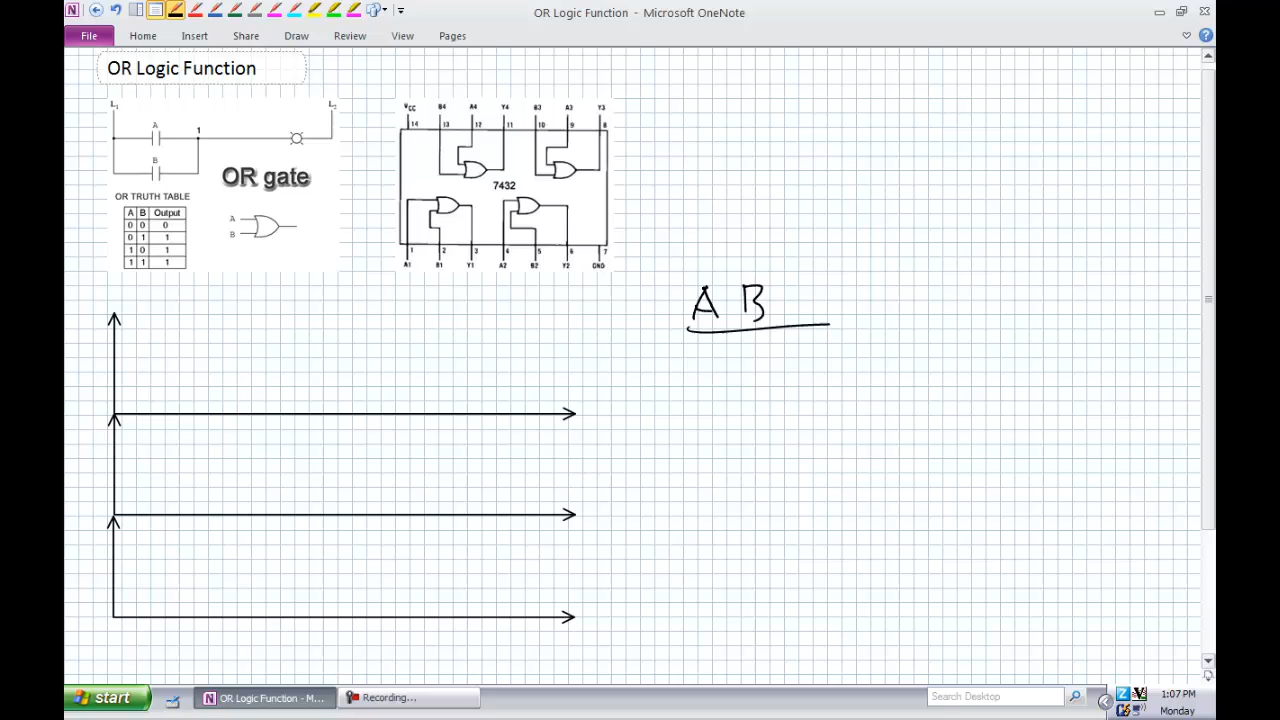 OR Logic Function - Microsoft OneNote
File Home Insert Share Draw Review View Pages
OR Logic Function
L1 L2
A 1
B
OR gate
OR TRUTH TABLE
A B Output
0 0 0
0 1 1
1 0 1
1 1 1
A
B
VCC B4 A4 Y4 B3 A3 Y3
14 13 12 11 10 9 8
7432
1 2 3 4 5 6 7
A1 B1 Y1 A2 B2 Y2 GND
A B
start OR Logic Function - M... Recording... Search Desktop 1:07 PM
Monday